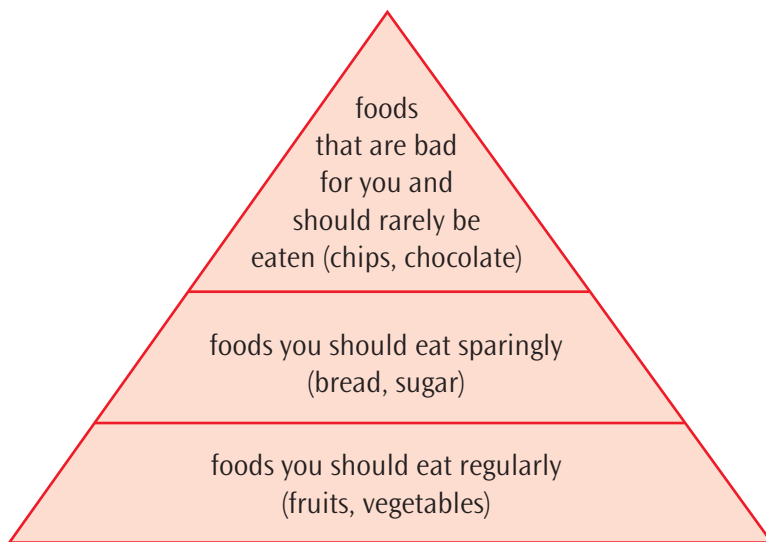 foods
that are bad
for you and
should rarely be
eaten (chips, chocolate)
foods you should eat sparingly
(bread, sugar)
foods you should eat regularly
(fruits, vegetables)